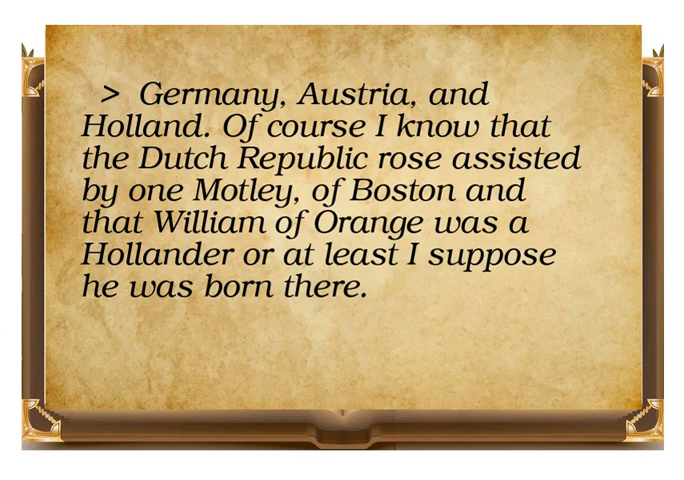 > Germany, Austria, and
Holland. Of course I know that
the Dutch Republic rose assisted
by one Motley, of Boston and
that William of Orange was a
Hollander or at least I suppose
he was born there.